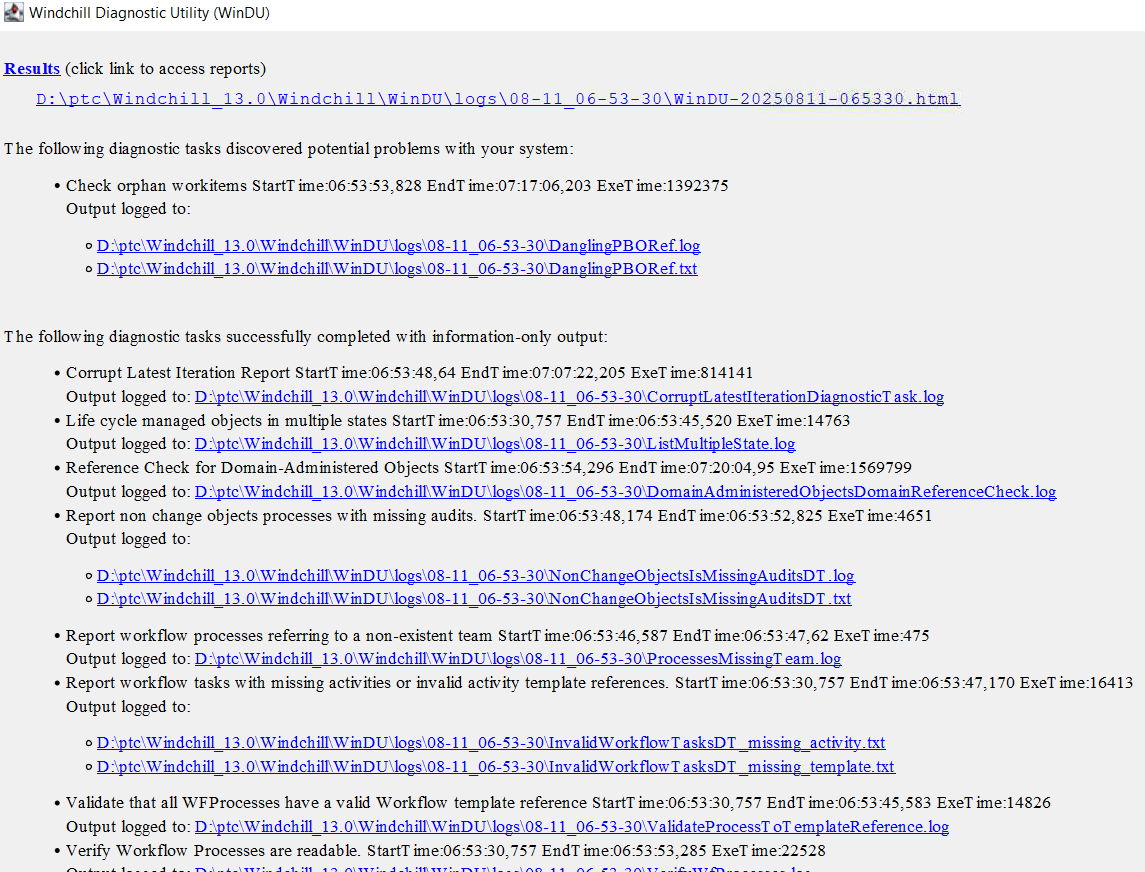 Windchill Diagnostic Utility (WinDU)
Results (click link to access reports)
D:\ptc\Windchill_13.0\Windchill\WinDU\logs\08-11_06-53-30\WinDU-20250811-065330.html
The following diagnostic tasks discovered potential problems with your system:
• Check orphan workitems StartTime:06:53:53,828 EndTime:07:17:06,203 ExeTime:1392375
Output logged to:
D:\ptc\Windchill_13.0\Windchill\WinDU\logs\08-11_06-53-30\DanglingPBORef.log
D:\ptc\Windchill_13.0\Windchill\WinDU\logs\08-11_06-53-30\DanglingPBORef.txt
The following diagnostic tasks successfully completed with information-only output:
• Corrupt Latest Iteration Report StartTime:06:53:48,64 EndTime:07:07:22,205 ExeTime:814141
Output logged to: D:\ptc\Windchill_13.0\Windchill\WinDU\logs\08-11_06-53-30\CorruptLatestIterationDiagnosticTask.log
• Life cycle managed objects in multiple states StartTime:06:53:30,757 EndTime:06:53:45,520 ExeTime:14763
Output logged to: D:\ptc\Windchill_13.0\Windchill\WinDU\logs\08-11_06-53-30\ListMultipleState.log
• Reference Check for Domain-Administered Objects StartTime:06:53:54,296 EndTime:07:20:04,95 ExeTime:1569799
Output logged to: D:\ptc\Windchill_13.0\Windchill\WinDU\logs\08-11_06-53-30\DomainAdministeredObjectsDomainReferenceCheck.log
• Report non change objects processes with missing audits. StartTime:06:53:48,174 EndTime:06:53:52,825 ExeTime:4651
Output logged to:
D:\ptc\Windchill_13.0\Windchill\WinDU\logs\08-11_06-53-30\NonChangeObjectsIsMissingAuditsDT.log
D:\ptc\Windchill_13.0\Windchill\WinDU\logs\08-11_06-53-30\NonChangeObjectsIsMissingAuditsDT.txt
• Report workflow processes referring to a non-existent team StartTime:06:53:46,587 EndTime:06:53:47,62 ExeTime:475
Output logged to: D:\ptc\Windchill_13.0\Windchill\WinDU\logs\08-11_06-53-30\ProcessesMissingTeam.log
• Report workflow tasks with missing activities or invalid activity template references. StartTime:06:53:30,757 EndTime:06:53:47,170 ExeTime:16413
Output logged to:
D:\ptc\Windchill_13.0\Windchill\WinDU\logs\08-11_06-53-30\InvalidWorkflowTasksDT_missing_activity.txt
D:\ptc\Windchill_13.0\Windchill\WinDU\logs\08-11_06-53-30\InvalidWorkflowTasksDT_missing_template.txt
• Validate that all WFProcesses have a valid Workflow template reference StartTime:06:53:30,757 EndTime:06:53:45,583 ExeTime:14826
Output logged to: D:\ptc\Windchill_13.0\Windchill\WinDU\logs\08-11_06-53-30\ValidateProcessToTemplateReference.log
• Verify Workflow Processes are readable. StartTime:06:53:30,757 EndTime:06:53:53,285 ExeTime:22528
Output logged to: D:\ptc\Windchill_13.0\Windchill\WinDU\logs\08-11_06-53-30\VerifyWfProcesses.log